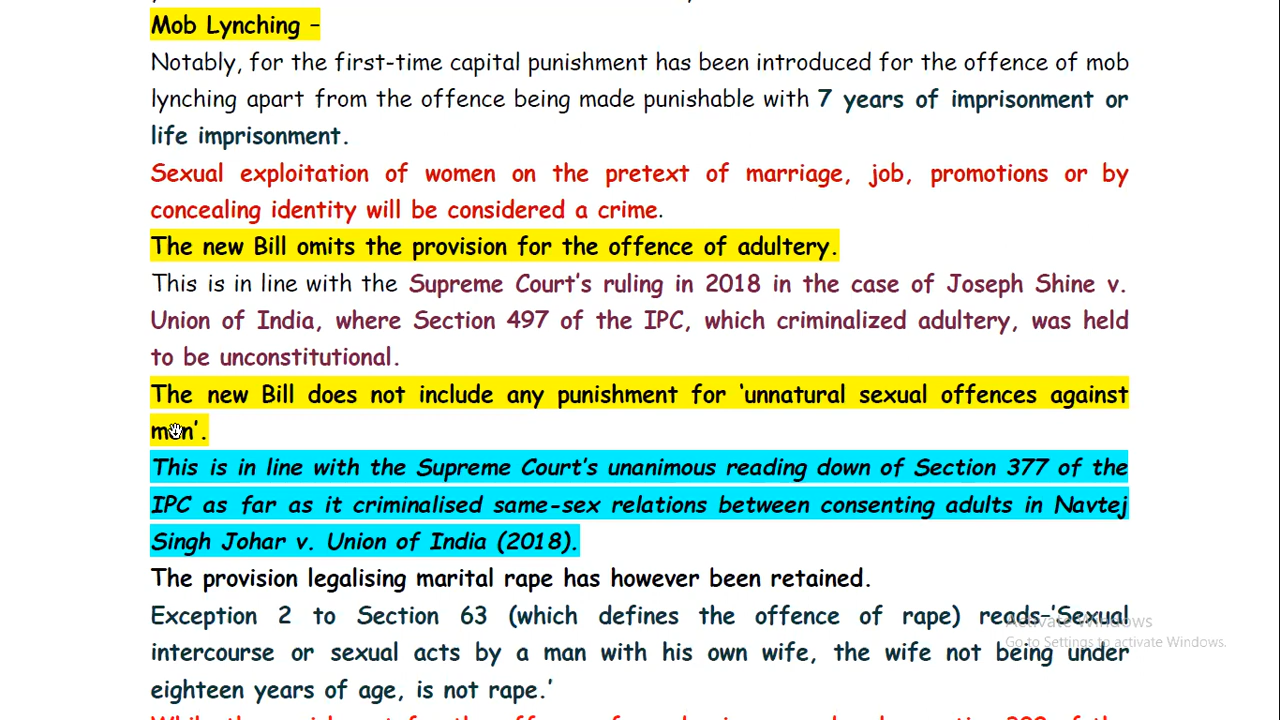 Mob Lynching –
Notably, for the first-time capital punishment has been introduced for the offence of mob
lynching apart from the offence being made punishable with 7 years of imprisonment or
life imprisonment.
Sexual exploitation of women on the pretext of marriage, job, promotions or by
concealing identity will be considered a crime.
The new Bill omits the provision for the offence of adultery.
This is in line with the Supreme Court's ruling in 2018 in the case of Joseph Shine v.
Union of India, where Section 497 of the IPC, which criminalized adultery, was held
to be unconstitutional.
The new Bill does not include any punishment for ‘unnatural sexual offences against
men’.
This is in line with the Supreme Court's unanimous reading down of Section 377 of the
IPC as far as it criminalised same-sex relations between consenting adults in Navtej
Singh Johar v. Union of India (2018).
The provision legalising marital rape has however been retained.
Exception 2 to Section 63 (which defines the offence of rape) reads–’Sexual
Activate Windows
Go to Settings to activate Windows.
intercourse or sexual acts by a man with his own wife, the wife not being under
eighteen years of age, is not rape.’